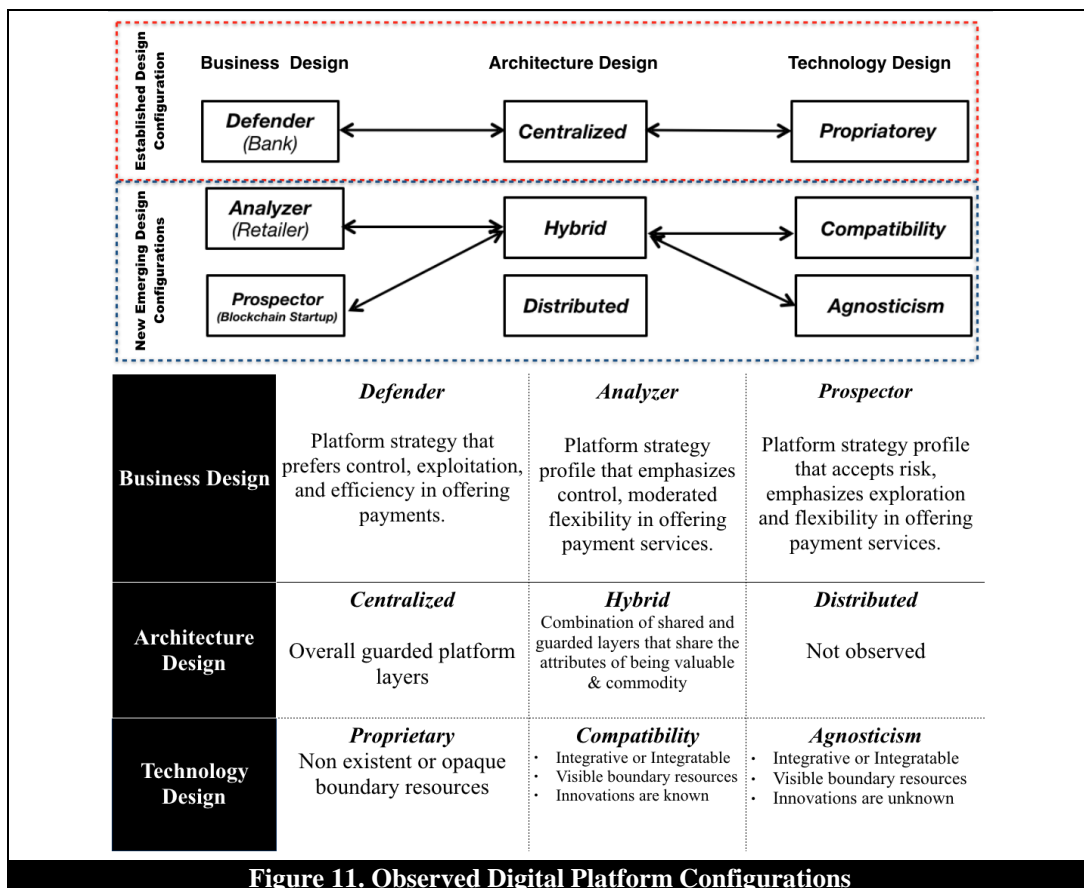 Established Design
Configuration
Business Design
Architecture Design
Technology Design
Defender
(Bank)
Centralized
Propriatorey
New Emerging Design
Configurations
Analyzer
(Retailer)
Hybrid
Compatibility
Prospector
(Blockchain Startup)
Distributed
Agnosticism
Defender
Analyzer
Prospector
Business Design
Platform strategy that
prefers control, exploitation,
and efficiency in offering
payments.
Platform strategy
profile that emphasizes
control, moderated
flexibility in offering
payment services.
Platform strategy profile
that accepts risk,
emphasizes exploration
and flexibility in offering
payment services.
Architecture
Design
Centralized
Overall guarded platform
layers
Hybrid
Combination of shared and
guarded layers that share the
attributes of being valuable
& commodity
Distributed
Not observed
Technology
Design
Proprietary
Non existent or opaque
boundary resources
Compatibility
• Integrative or Integratable
• Visible boundary resources
• Innovations are known
Agnosticism
• Integrative or Integratable
• Visible boundary resources
• Innovations are unknown
Figure 11. Observed Digital Platform Configurations